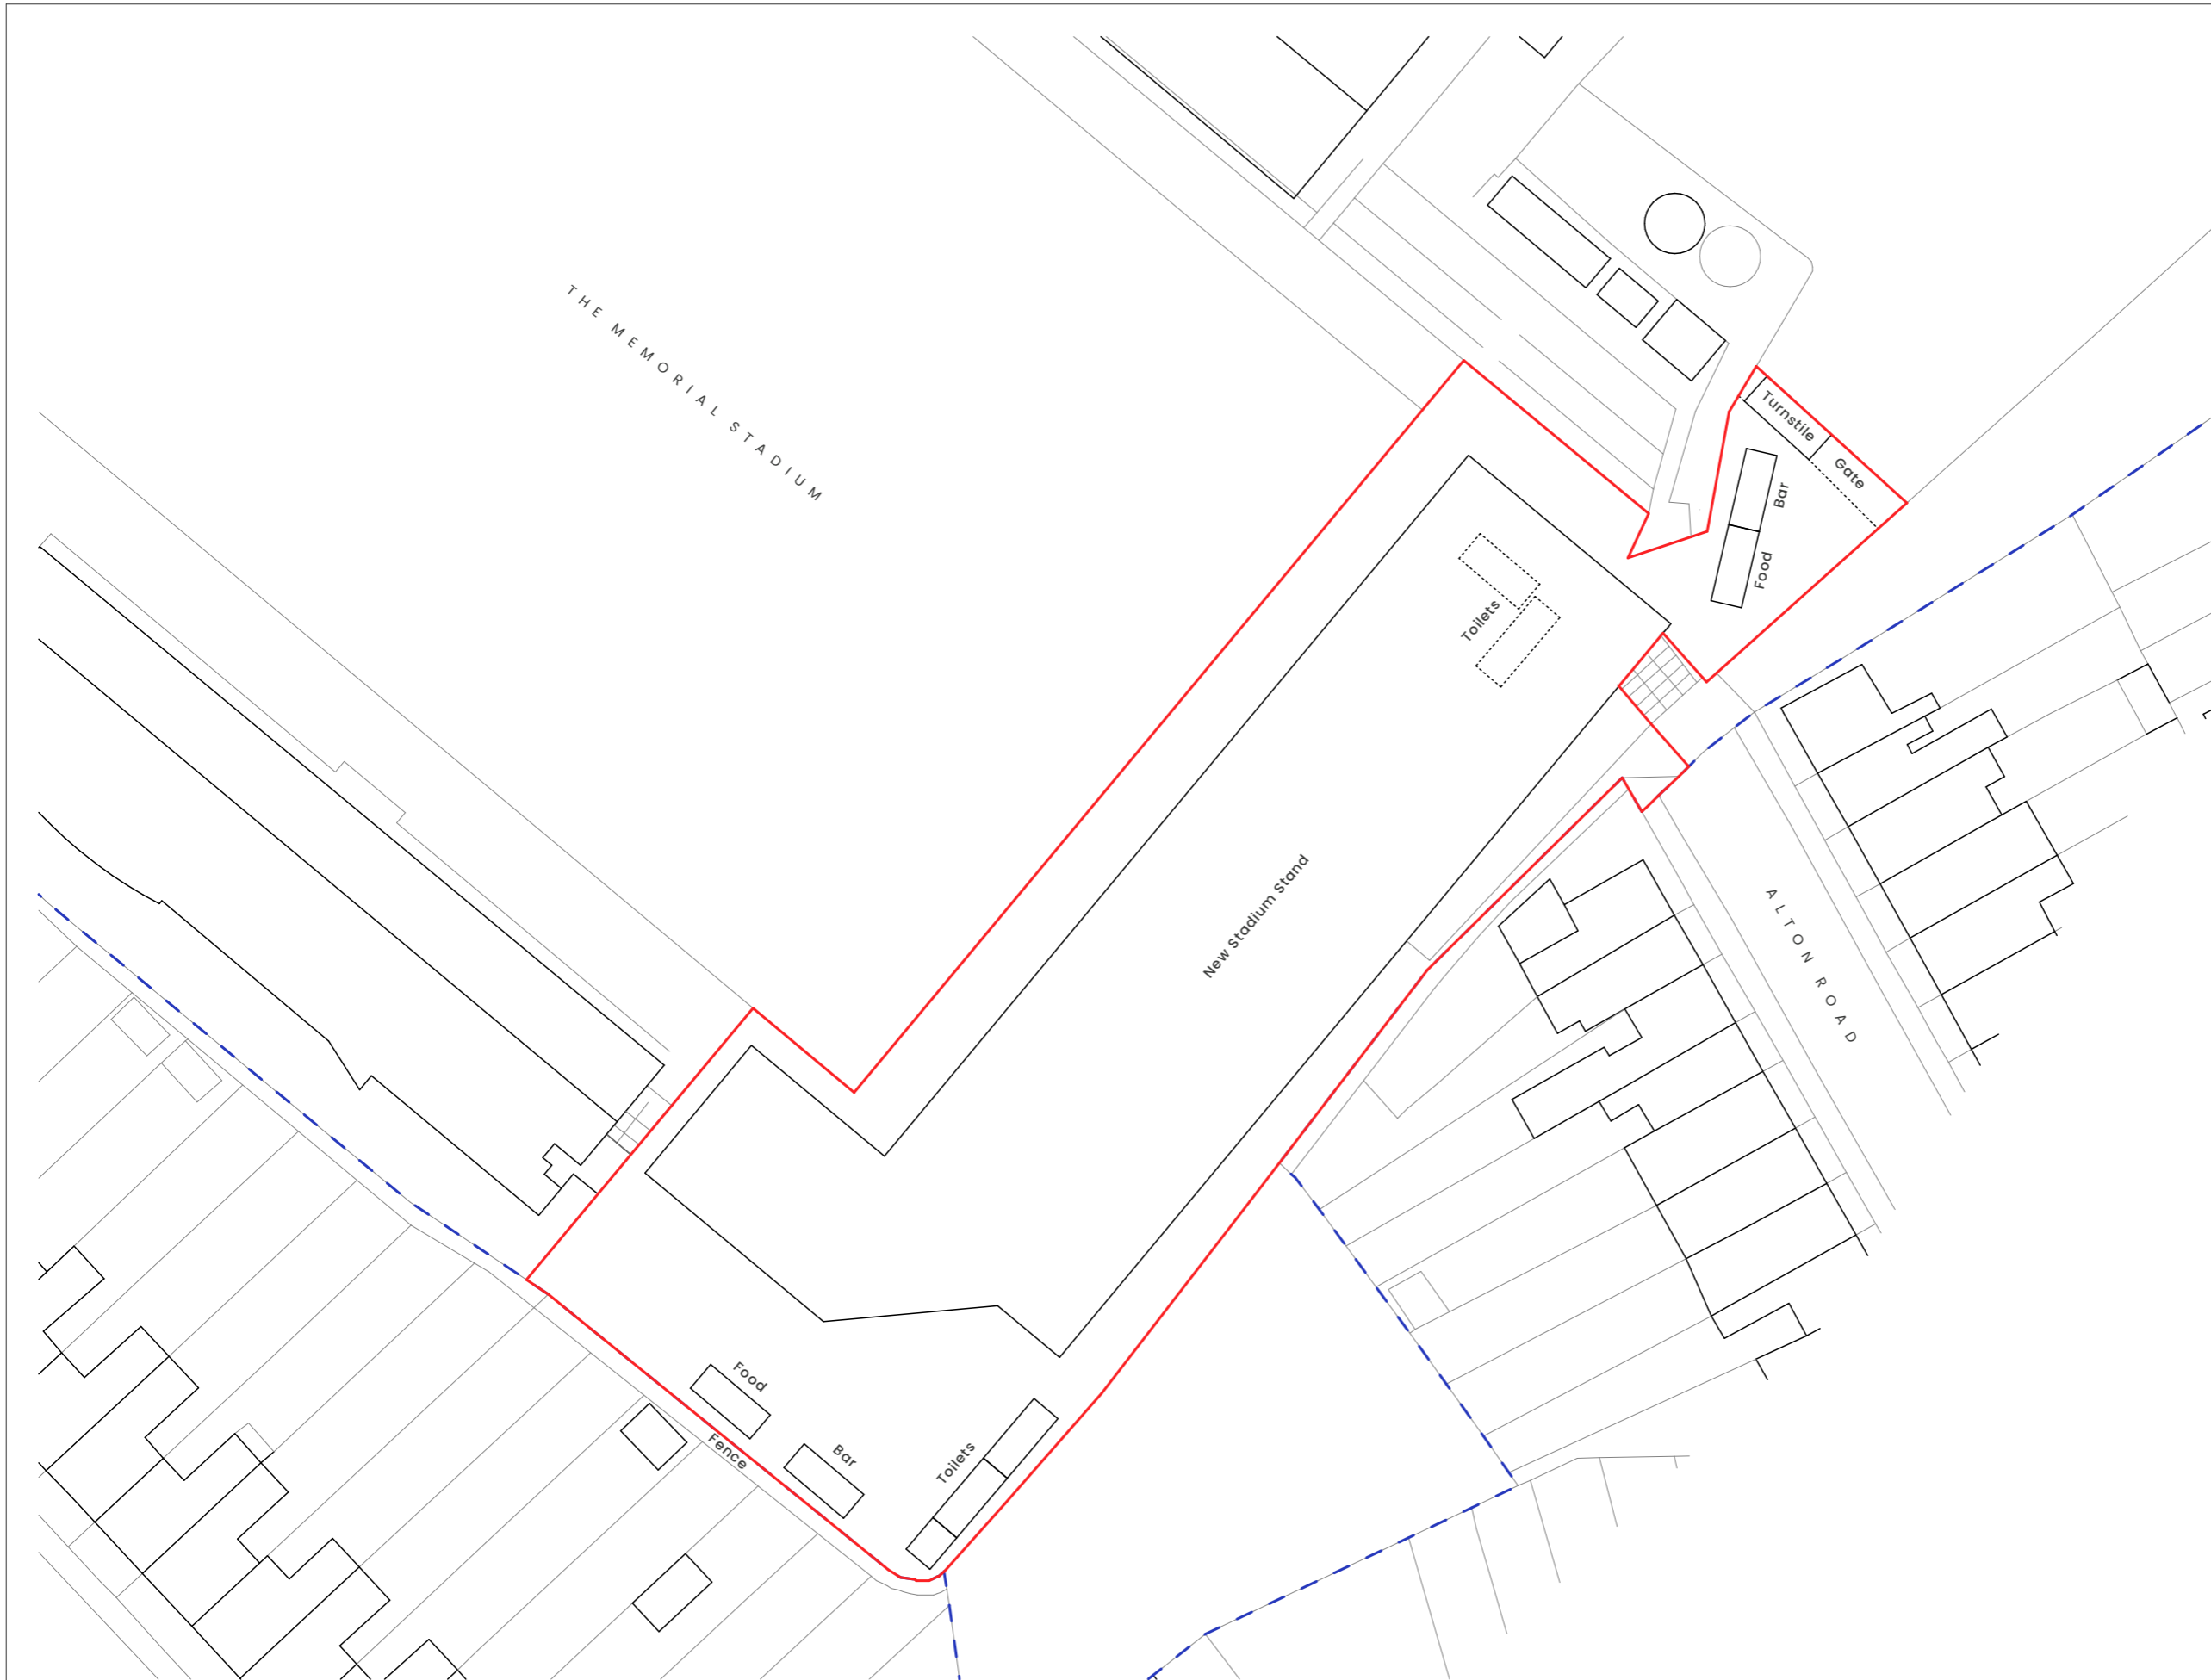 THE MEMORIAL STADIUM
Turnstile
Gate
Bar
Food
Toilets
New Stadium Stand
ALTON ROAD
Food
Fence
Bar
Toilets